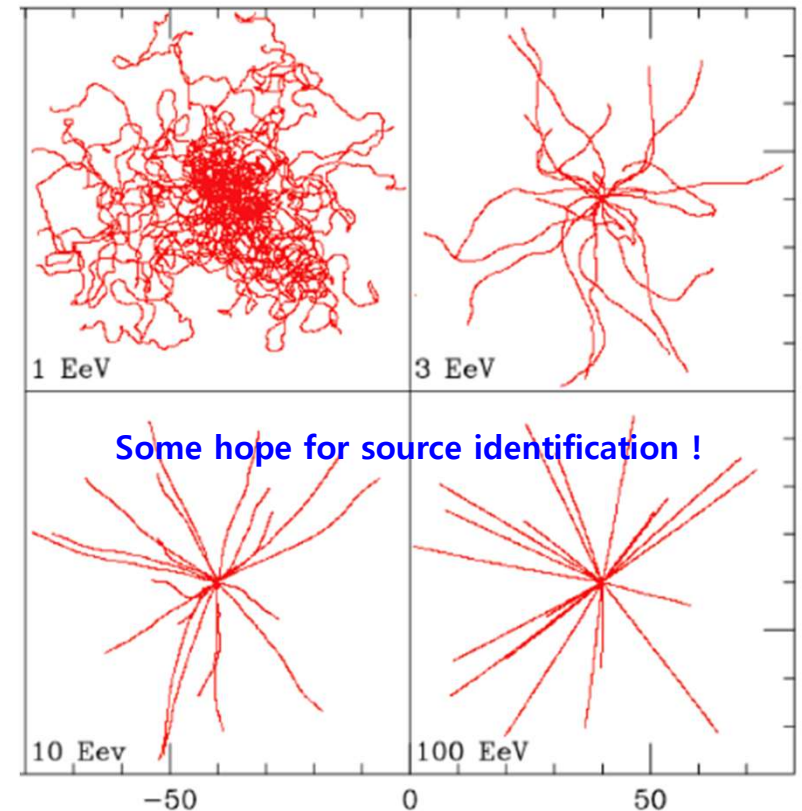 1 EeV
3 EeV
Some hope for source identification !
10 Eev
100 EeV
−50
0
50